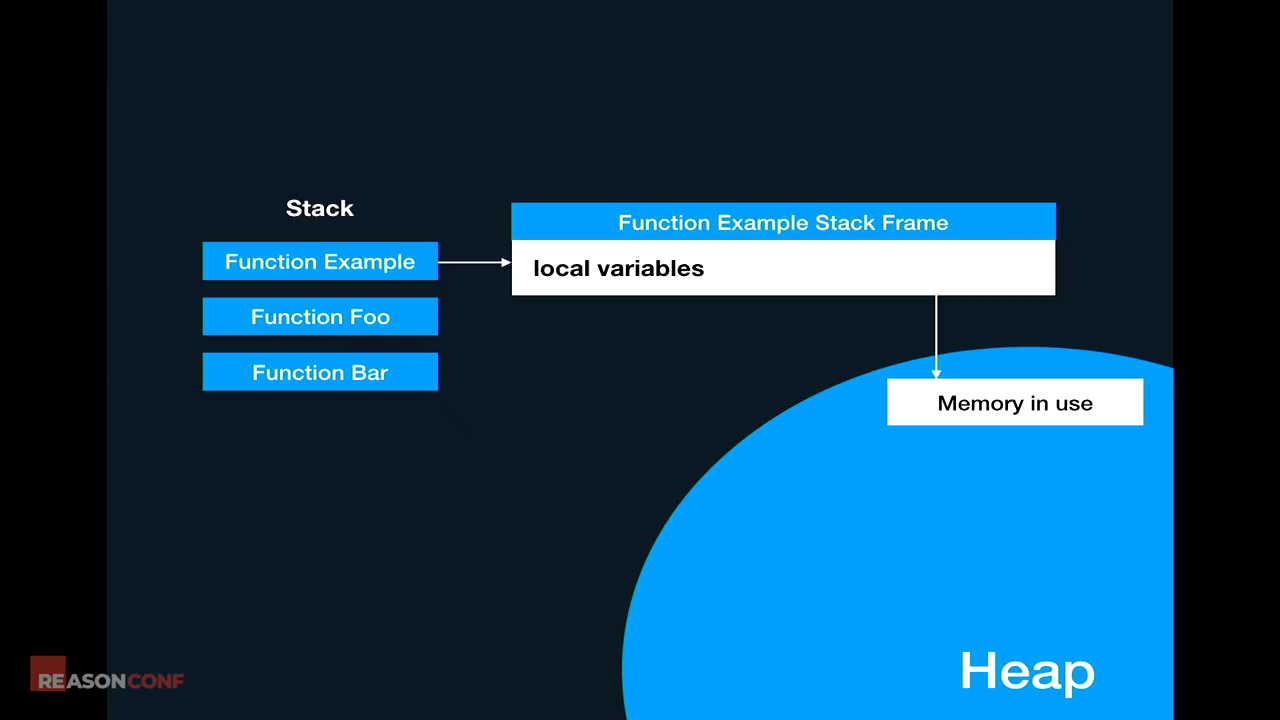 Stack
Function Example
Function Foo
Function Bar
Function Example Stack Frame
local variables
Memory in use
Heap
REASONCONF